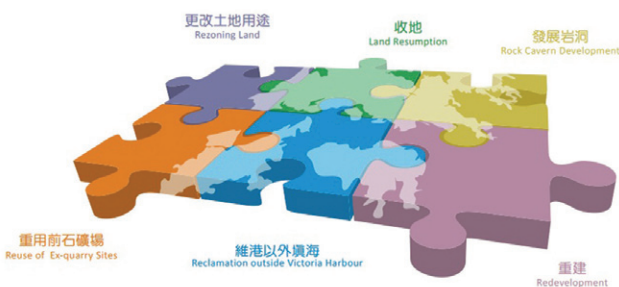 更改土地用途
Rezoning Land
收地
Land Resumption
發展岩洞
Rock Cavern Development
重用前石礦場
Reuse of Ex-quarry Sites
維港以外填海
Reclamation outside Victoria Harbour
重建
Redevelopment